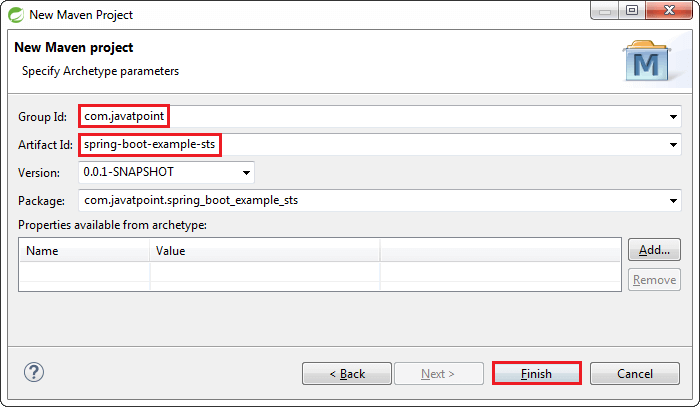 New Maven Project
New Maven project
Specify Archetype parameters
M
Group Id: com.javatpoint
Artifact Id: spring-boot-example-sts
Version: 0.0.1-SNAPSHOT
Package: com.javatpoint.spring_boot_example_sts
Properties available from archetype:
Name Value
Add...
Remove
? < Back Next > Finish Cancel